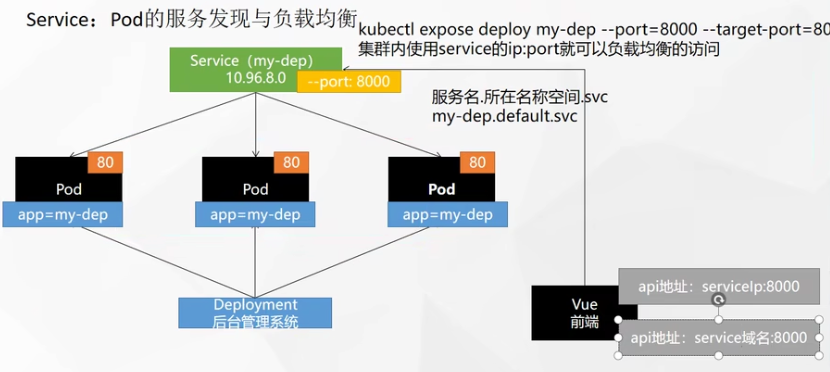 Service：Pod的服务发现与负载均衡
kubectl expose deploy my-dep --port=8000 --target-port=80
集群内使用service的ip:port就可以负载均衡的访问
Service（my-dep）
10.96.8.0
--port: 8000
服务名.所在名称空间.svc
my-dep.default.svc
80
80
80
Pod
Pod
Pod
app=my-dep
app=my-dep
app=my-dep
Deployment
后台管理系统
Vue
前端
api地址：serviceIp:8000
api地址：service域名:8000